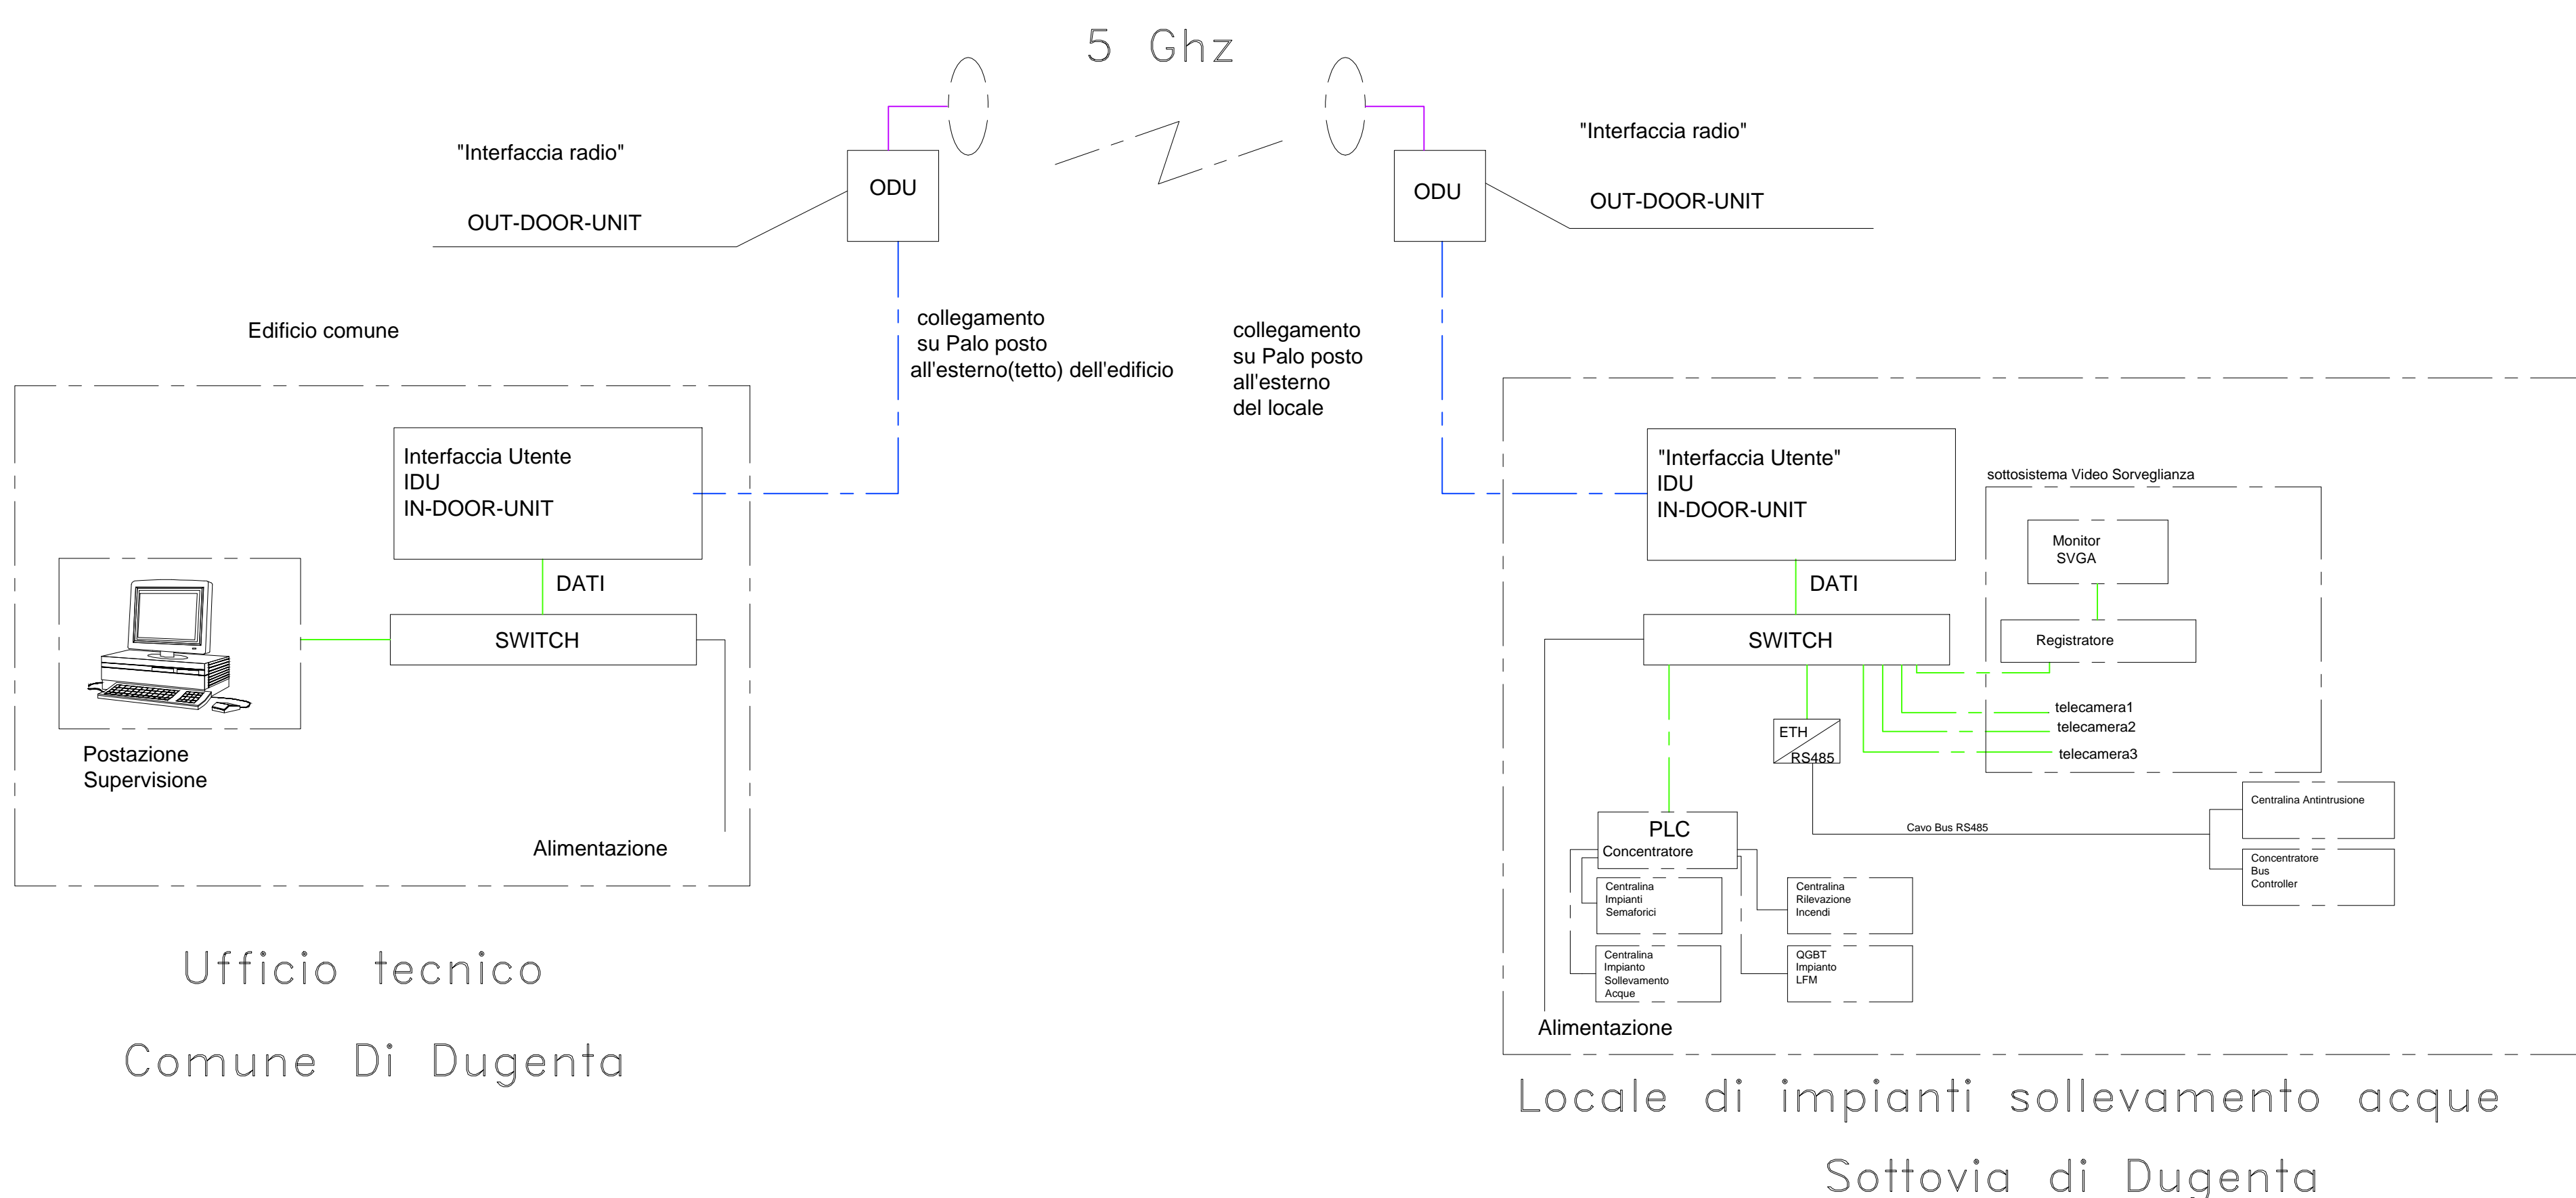 5 Ghz
"Interfaccia radio"
OUT-DOOR-UNIT
ODU
ODU
"Interfaccia radio"
OUT-DOOR-UNIT
collegamento
su Palo posto
all'esterno(tetto) dell'edificio
collegamento
su Palo posto
all'esterno
del locale
Edificio comune
Interfaccia Utente
IDU
IN-DOOR-UNIT
DATI
SWITCH
Postazione
Supervisione
Alimentazione
Ufficio tecnico
Comune Di Dugenta
"Interfaccia Utente"
IDU
IN-DOOR-UNIT
DATI
SWITCH
sottosistema Video Sorveglianza
Monitor
SVGA
Registratore
telecamera1
telecamera2
telecamera3
ETH
RS485
Cavo Bus RS485
Centralina Antintrusione
Concentratore
Bus
Controller
PLC
Concentratore
Centralina
Impianti
Semaforici
Centralina
Rilevazione
Incendi
Centralina
Impianto
Sollevamento
Acque
QGBT
Impianto
LFM
Alimentazione
Locale di impianti sollevamento acque
Sottovia di Dugenta